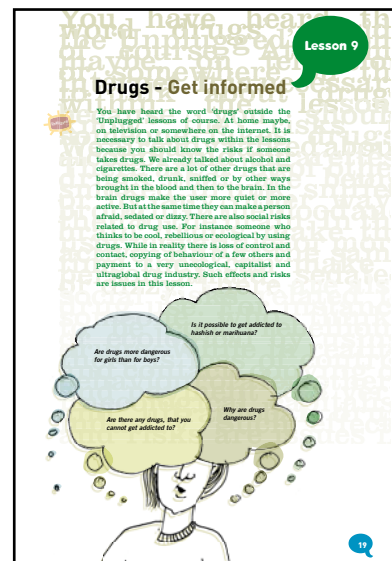 Lesson 9
Drugs - Get informed
You have heard the word 'drugs' outside the
'Unplugged' lessons of course. At home maybe,
on television or somewhere on the internet. It is
necessary to talk about drugs within the lessons
because you should know the risks if someone
takes drugs. We already talked about alcohol and
cigarettes. There are a lot of other drugs that are
being smoked, drunk, sniffed or by other ways
brought in the blood and then to the brain. In the
brain drugs make the user more quiet or more
active. But at the same time they can make a person
afraid, sedated or dizzy. There are also social risks
related to drug use. For instance someone who
thinks to be cool, rebellious or ecological by using
drugs. While in reality there is loss of control and
contact, copying of behaviour of a few others and
payment to a very unecological, capitalist and
ultraglobal drug industry. Such effects and risks
are issues in this lesson.
Is it possible to get addicted to
hashish or marihuana?
Are drugs more dangerous
for girls than for boys?
Why are drugs
dangerous?
Are there any drugs, that you
cannot get addicted to?
19